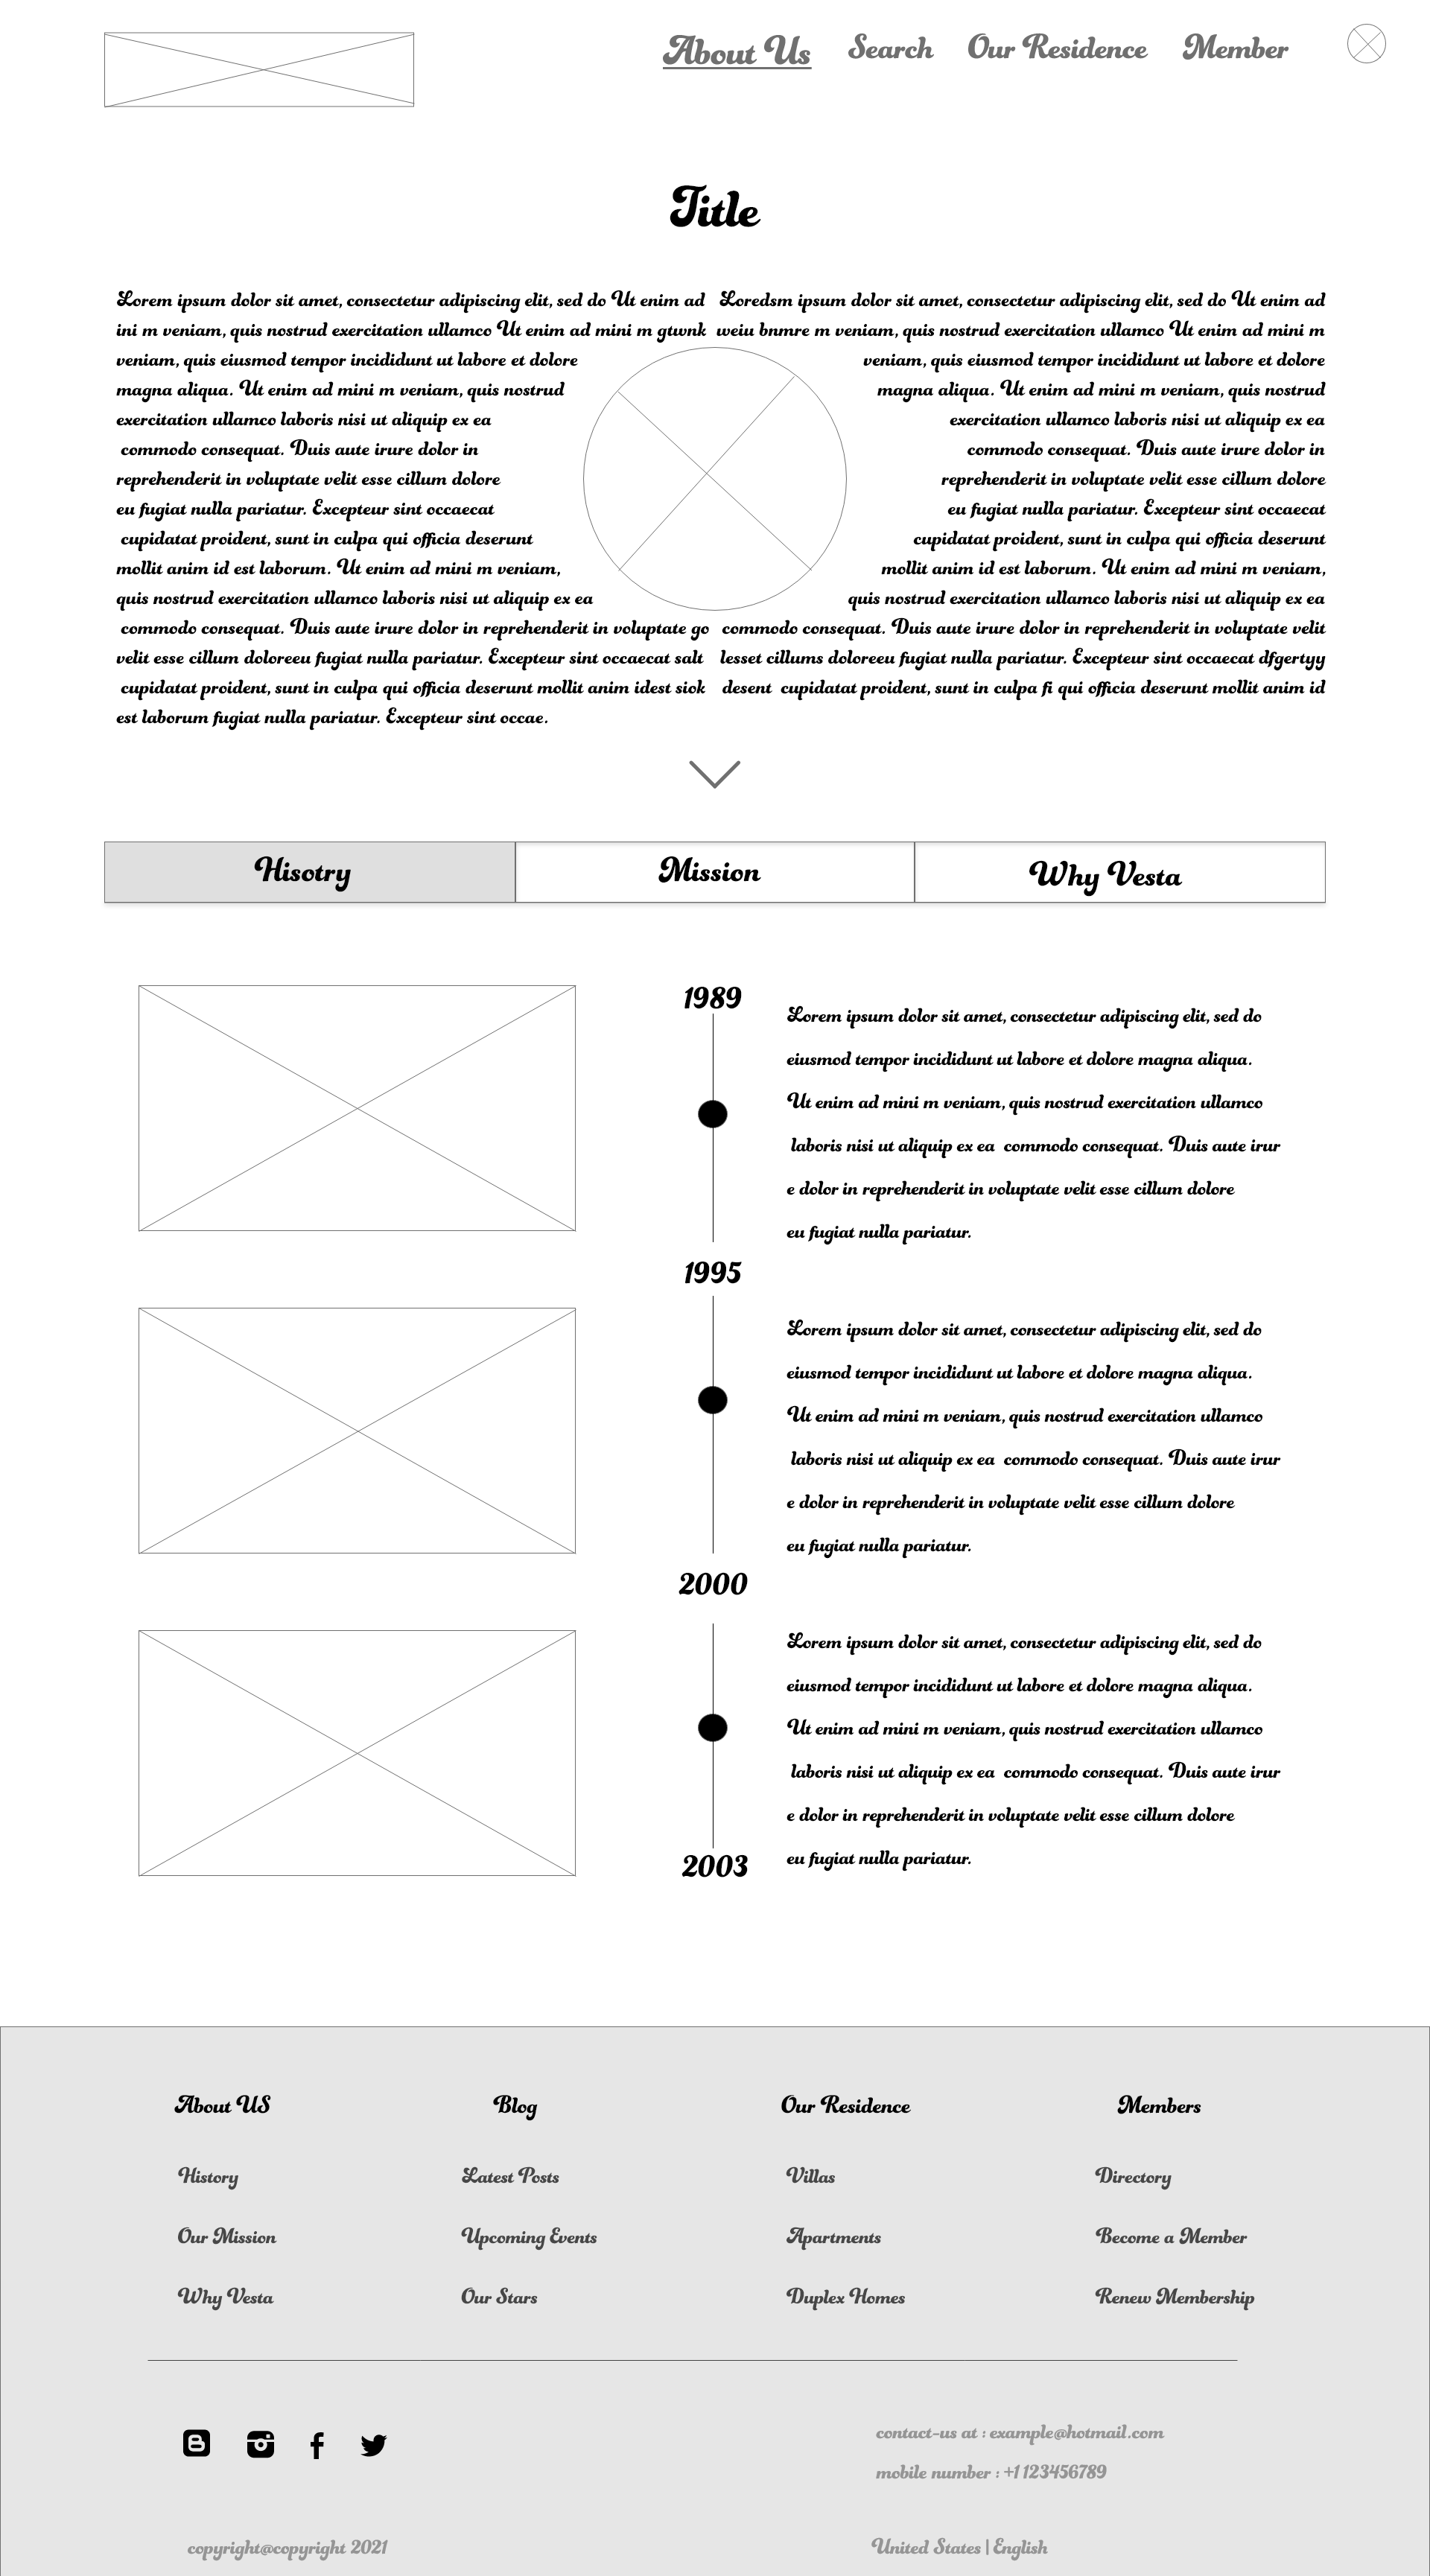 About Us Search Our Residence Member
Title
Lorem ipsum dolor sit amet, consectetur adipiscing elit, sed do Ut enim ad
ini m veniam, quis nostrud exercitation ullamco Ut enim ad mini m gtwnk
veniam, quis eiusmod tempor incididunt ut labore et dolore
magna aliqua. Ut enim ad mini m veniam, quis nostrud
exercitation ullamco laboris nisi ut aliquip ex ea
commodo consequat. Duis aute irure dolor in
reprehenderit in voluptate velit esse cillum dolore
eu fugiat nulla pariatur. Excepteur sint occaecat
cupidatat proident, sunt in culpa qui officia deserunt
mollit anim id est laborum. Ut enim ad mini m veniam,
quis nostrud exercitation ullamco laboris nisi ut aliquip ex ea
commodo consequat. Duis aute irure dolor in reprehenderit in voluptate go
velit esse cillum doloreeu fugiat nulla pariatur. Excepteur sint occaecat salt
cupidatat proident, sunt in culpa qui officia deserunt mollit anim idest siok
est laborum fugiat nulla pariatur. Excepteur sint occae.
Loredsm ipsum dolor sit amet, consectetur adipiscing elit, sed do Ut enim ad
weiu bnmre m veniam, quis nostrud exercitation ullamco Ut enim ad mini m
veniam, quis eiusmod tempor incididunt ut labore et dolore
magna aliqua. Ut enim ad mini m veniam, quis nostrud
exercitation ullamco laboris nisi ut aliquip ex ea
commodo consequat. Duis aute irure dolor in
reprehenderit in voluptate velit esse cillum dolore
eu fugiat nulla pariatur. Excepteur sint occaecat
cupidatat proident, sunt in culpa qui officia deserunt
mollit anim id est laborum. Ut enim ad mini m veniam,
quis nostrud exercitation ullamco laboris nisi ut aliquip ex ea
commodo consequat. Duis aute irure dolor in reprehenderit in voluptate velit
lesset cillums doloreeu fugiat nulla pariatur. Excepteur sint occaecat dfgertyy
desent cupidatat proident, sunt in culpa fi qui officia deserunt mollit anim id
Hisotry Mission Why Vesta
1989
Lorem ipsum dolor sit amet, consectetur adipiscing elit, sed do
eiusmod tempor incididunt ut labore et dolore magna aliqua.
Ut enim ad mini m veniam, quis nostrud exercitation ullamco
laboris nisi ut aliquip ex ea commodo consequat. Duis aute irur
e dolor in reprehenderit in voluptate velit esse cillum dolore
eu fugiat nulla pariatur.
1995
Lorem ipsum dolor sit amet, consectetur adipiscing elit, sed do
eiusmod tempor incididunt ut labore et dolore magna aliqua.
Ut enim ad mini m veniam, quis nostrud exercitation ullamco
laboris nisi ut aliquip ex ea commodo consequat. Duis aute irur
e dolor in reprehenderit in voluptate velit esse cillum dolore
eu fugiat nulla pariatur.
2000
Lorem ipsum dolor sit amet, consectetur adipiscing elit, sed do
eiusmod tempor incididunt ut labore et dolore magna aliqua.
Ut enim ad mini m veniam, quis nostrud exercitation ullamco
laboris nisi ut aliquip ex ea commodo consequat. Duis aute irur
e dolor in reprehenderit in voluptate velit esse cillum dolore
eu fugiat nulla pariatur.
2003
About US Blog Our Residence Members
History Latest Posts Villas Directory
Our Mission Upcoming Events Apartments Become a Member
Why Vesta Our Stars Duplex Homes Renew Membership
contact-us at : example@hotmail.com
mobile number : +1 123456789
copyright@copyright 2021 United States | English